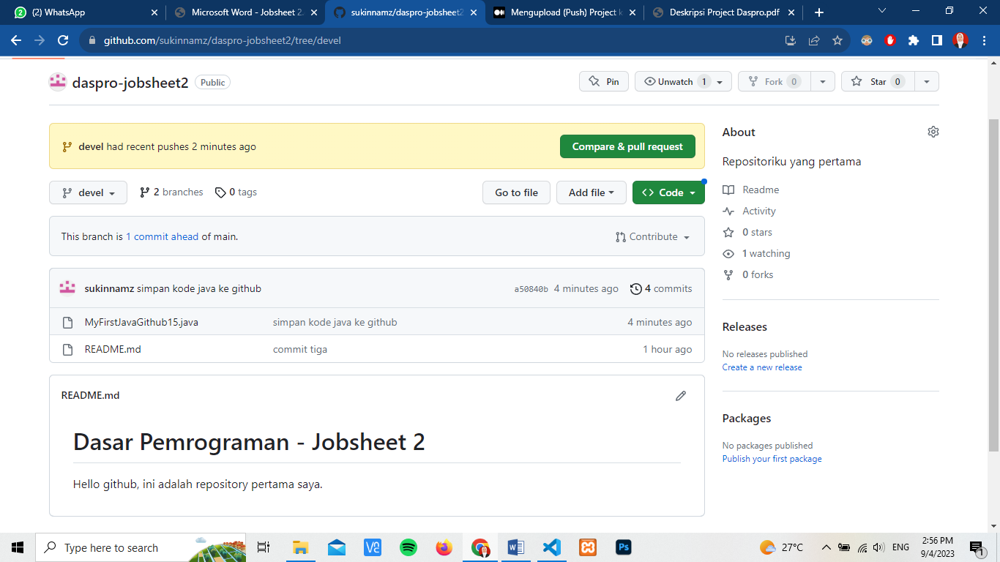 (2) WhatsApp
Microsoft Word - Jobsheet 2.
sukinnamz/daspro-jobsheet2
Mengupload (Push) Project k
Deskripsi Project Daspro.pdf
github.com/sukinnamz/daspro-jobsheet2/tree/devel
daspro-jobsheet2 Public
Pin
Unwatch 1
Fork 0
Star 0
devel had recent pushes 2 minutes ago
Compare & pull request
About
Repositoriku yang pertama
devel
2 branches
0 tags
Go to file
Add file
<> Code
Readme
Activity
0 stars
1 watching
0 forks
This branch is 1 commit ahead of main.
Contribute
sukinnamz simpan kode java ke github
a50840b 4 minutes ago
4 commits
MyFirstJavaGithub15.java
simpan kode java ke github
4 minutes ago
README.md
commit tiga
1 hour ago
Releases
No releases published
Create a new release
README.md
Dasar Pemrograman - Jobsheet 2
Hello github, ini adalah repository pertama saya.
Packages
No packages published
Publish your first package
Type here to search
27°C
ENG
2:56 PM
9/4/2023
1